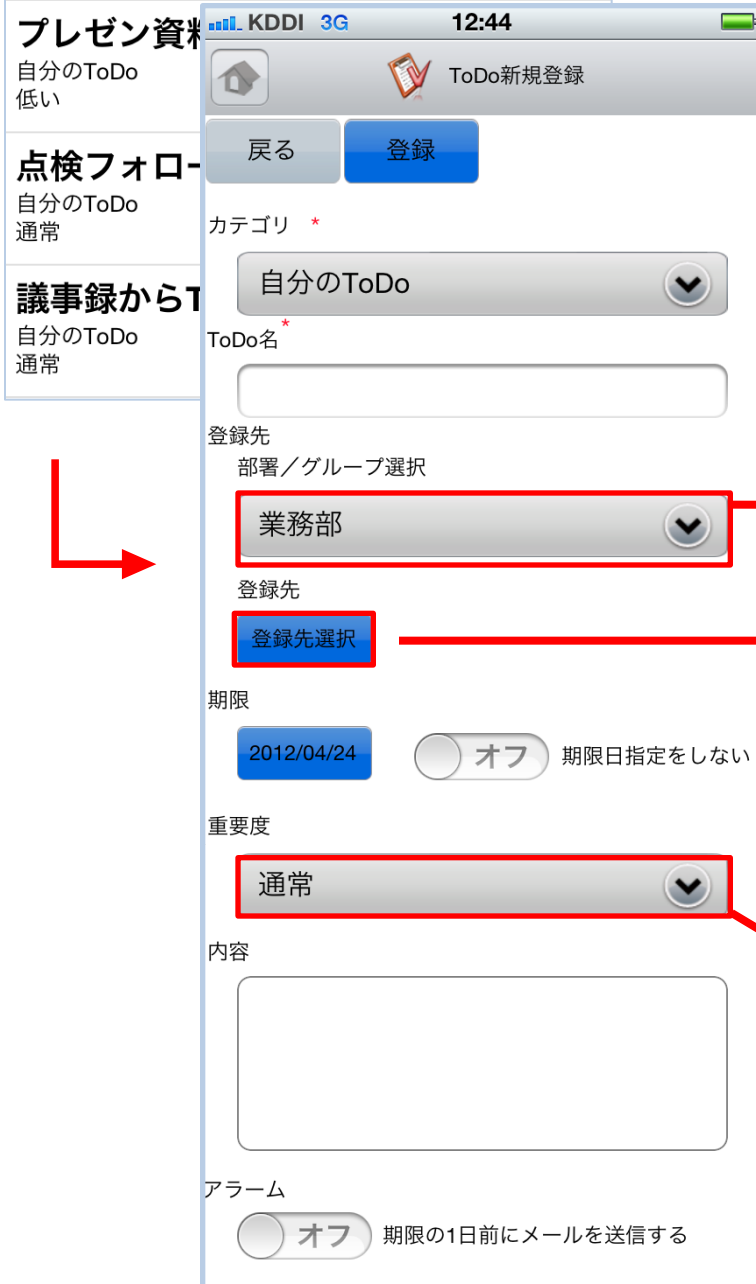 プレゼン資料
自分のToDo
低い
点検フォロー
自分のToDo
通常
議事録からT
自分のToDo
通常
KDDI 3G 12:44
ToDo新規登録
戻る 登録
カテゴリ *
自分のToDo
ToDo名*
登録先
部署／グループ選択
業務部
登録先
登録先選択
期限
2012/04/24 オフ 期限日指定をしない
重要度
通常
内容
アラーム
オフ 期限の1日前にメールを送信する